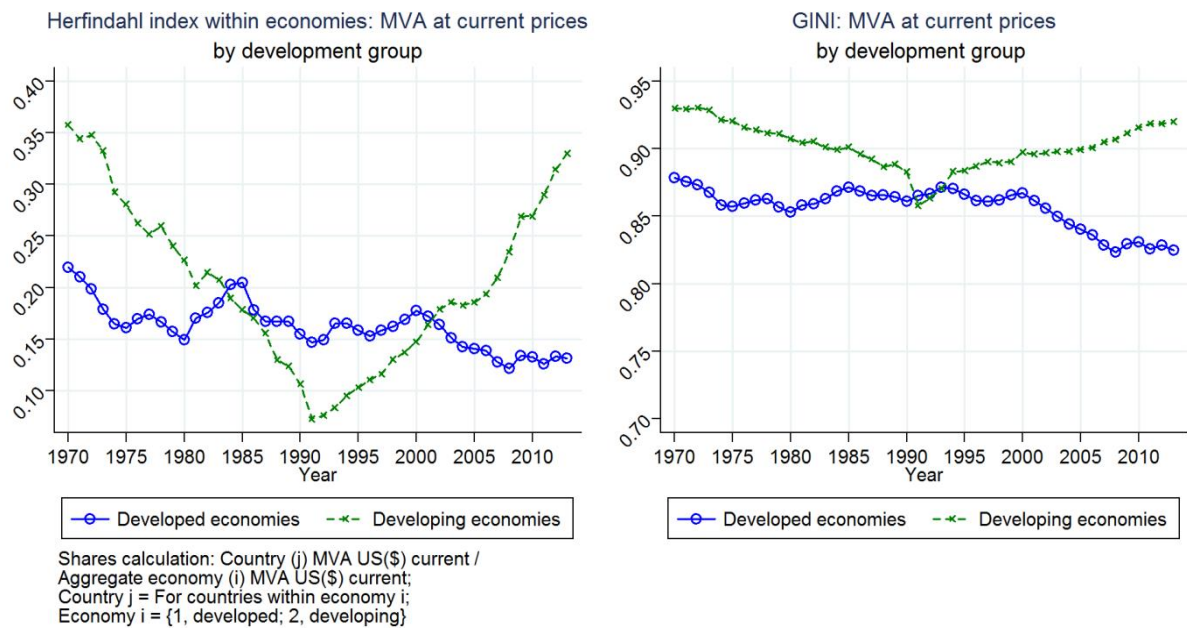 Herfindahl index within economies: MVA at current prices
by development group
0.40
0.35
0.30
0.25
0.20
0.15
0.10
1970 1975 1980 1985 1990 1995 2000 2005 2010
Year
Developed economies Developing economies
Shares calculation: Country (j) MVA US($) current /
Aggregate economy (i) MVA US($) current;
Country j = For countries within economy i;
Economy i = {1, developed; 2, developing}
GINI: MVA at current prices
by development group
0.95
0.90
0.85
0.80
0.75
0.70
1970 1975 1980 1985 1990 1995 2000 2005 2010
Year
Developed economies Developing economies